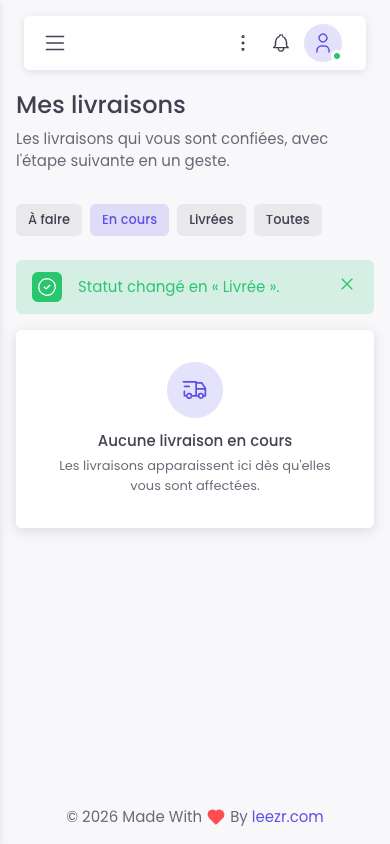 Mes livraisons
Les livraisons qui vous sont confiées, avec
l'étape suivante en un geste.
À faire
En cours
Livrées
Toutes
Statut changé en « Livrée ».
Aucune livraison en cours
Les livraisons apparaissent ici dès qu'elles
vous sont affectées.
© 2026 Made With ❤ By leezr.com